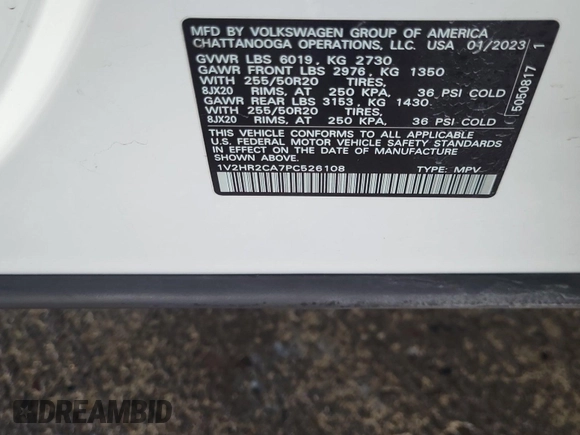 MFD BY VOLKSWAGEN GROUP OF AMERICA
CHATTANOOGA OPERATIONS, LLC. USA 01/2023
GVWR LBS 6019, KG 2730
GAWR FRONT LBS 2976, KG 1350
WITH 255/50R20 TIRES,
8JX20 RIMS, AT 250 KPA, 36 PSI COLD
GAWR REAR LBS 3153, KG 1430
WITH 255/50R20 TIRES,
8JX20 RIMS, AT 250 KPA, 36 PSI COLD
THIS VEHICLE CONFORMS TO ALL APPLICABLE
U.S. FEDERAL MOTOR VEHICLE SAFETY STANDARDS
IN EFFECT ON THE DATE OF MANUFACTURE
SHOWN ABOVE
1V2HR2CA7PC526108 TYPE: MPV
5050817 1
DREAMBID